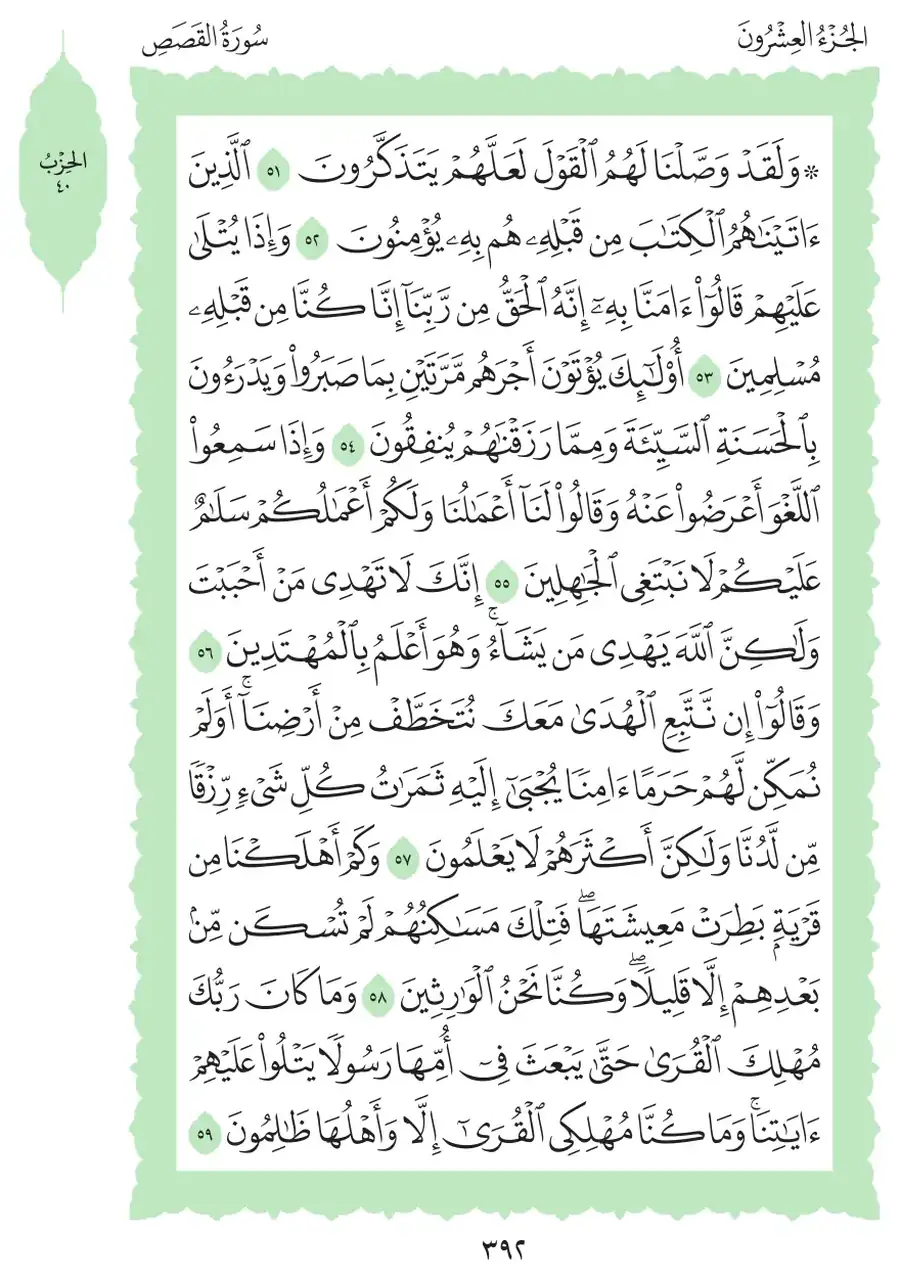 الجُزْءُ العِشْرُونَ
سُورَةُ القَصَصِ
الحِزْبُ
٤٠
* وَلَقَدْ وَصَّلْنَا لَهُمُ ٱلْقَوْلَ لَعَلَّهُمْ يَتَذَكَّرُونَ ٥١ ٱلَّذِينَ
ءَاتَيْنَٰهُمُ ٱلْكِتَٰبَ مِن قَبْلِهِۦ هُم بِهِۦ يُؤْمِنُونَ ٥٢ وَإِذَا يُتْلَىٰ
عَلَيْهِمْ قَالُوٓا۟ ءَامَنَّا بِهِۦٓ إِنَّهُ ٱلْحَقُّ مِن رَّبِّنَآ إِنَّا كُنَّا مِن قَبْلِهِۦ
مُسْلِمِينَ ٥٣ أُو۟لَٰٓئِكَ يُؤْتَوْنَ أَجْرَهُم مَّرَّتَيْنِ بِمَا صَبَرُوا۟ وَيَدْرَءُونَ
بِٱلْحَسَنَةِ ٱلسَّيِّئَةَ وَمِمَّا رَزَقْنَٰهُمْ يُنفِقُونَ ٥٤ وَإِذَا سَمِعُوا۟
ٱللَّغْوَ أَعْرَضُوا۟ عَنْهُ وَقَالُوا۟ لَنَآ أَعْمَٰلُنَا وَلَكُمْ أَعْمَٰلُكُمْ سَلَٰمٌ
عَلَيْكُمْ لَا نَبْتَغِى ٱلْجَٰهِلِينَ ٥٥ إِنَّكَ لَا تَهْدِى مَنْ أَحْبَبْتَ
وَلَٰكِنَّ ٱللَّهَ يَهْدِى مَن يَشَآءُ ۚ وَهُوَ أَعْلَمُ بِٱلْمُهْتَدِينَ ٥٦
وَقَالُوٓا۟ إِن نَّتَّبِعِ ٱلْهُدَىٰ مَعَكَ نُتَخَطَّفْ مِنْ أَرْضِنَآ ۚ أَوَلَمْ
نُمَكِّن لَّهُمْ حَرَمًا ءَامِنًا يُجْبَىٰٓ إِلَيْهِ ثَمَرَٰتُ كُلِّ شَىْءٍ رِّزْقًا
مِّن لَّدُنَّا وَلَٰكِنَّ أَكْثَرَهُمْ لَا يَعْلَمُونَ ٥٧ وَكَمْ أَهْلَكْنَا مِن
قَرْيَةٍۭ بَطِرَتْ مَعِيشَتَهَا ۖ فَتِلْكَ مَسَٰكِنُهُمْ لَمْ تُسْكَن مِّنۢ
بَعْدِهِمْ إِلَّا قَلِيلًا ۖ وَكُنَّا نَحْنُ ٱلْوَٰرِثِينَ ٥٨ وَمَا كَانَ رَبُّكَ
مُهْلِكَ ٱلْقُرَىٰ حَتَّىٰ يَبْعَثَ فِىٓ أُمِّهَا رَسُولًا يَتْلُوا۟ عَلَيْهِمْ
ءَايَٰتِنَا ۚ وَمَا كُنَّا مُهْلِكِى ٱلْقُرَىٰٓ إِلَّا وَأَهْلُهَا ظَٰلِمُونَ ٥٩
٣٩٢